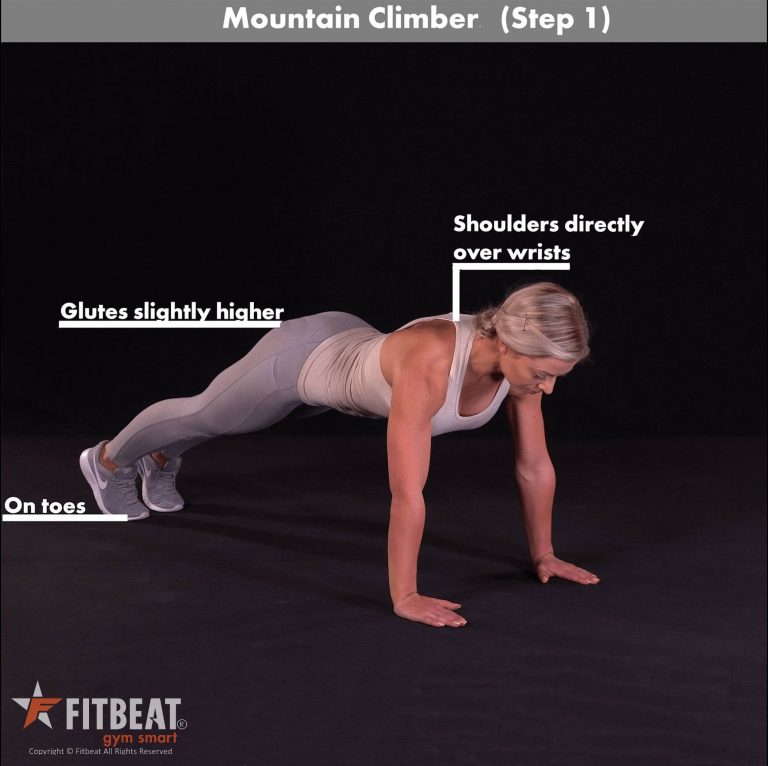 Mountain Climber (Step 1)
Shoulders directly
over wrists
Glutes slightly higher
On toes
FITBEAT®
gym smart
Copyright © Fitbeat All Rights Reserved